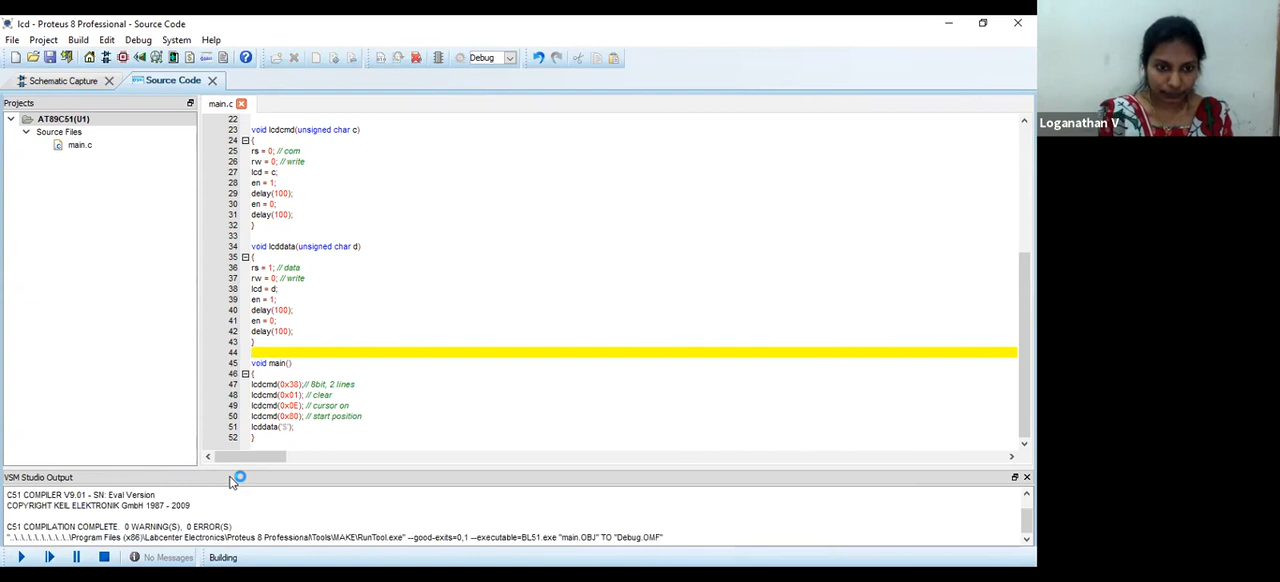 lcd - Proteus 8 Professional - Source Code
File Project Build Edit Debug System Help
Debug
Schematic Capture Source Code
Projects
main.c
AT89C51(U1)
Source Files
main.c
22
23 void lcdcmd(unsigned char c)
24 {
25 rs = 0; // com
26 rw = 0; // write
27 lcd = c;
28 en = 1;
29 delay(100);
30 en = 0;
31 delay(100);
32 }
33
34 void lcddata(unsigned char d)
35 {
36 rs = 1; // data
37 rw = 0; // write
38 lcd = d;
39 en = 1;
40 delay(100);
41 en = 0;
42 delay(100);
43 }
44
45 void main()
46 {
47 lcdcmd(0x38);// 8bit, 2 lines
48 lcdcmd(0x01); // clear
49 lcdcmd(0x0E); // cursor on
50 lcdcmd(0x80); // start position
51 lcddata('S');
52 }
VSM Studio Output
C51 COMPILER V9.01 - SN: Eval Version
COPYRIGHT KEIL ELEKTRONIK GmbH 1987 - 2009
C51 COMPILATION COMPLETE. 0 WARNING(S), 0 ERROR(S)
"..\..\..\..\..\..\..\..\Program Files (x86)\Labcenter Electronics\Proteus 8 Professional\Tools\MAKE\RunTool.exe" --good-exits=0,1 --executable=BL51.exe "main.OBJ" TO "Debug.OMF"
No Messages Building
Loganathan V